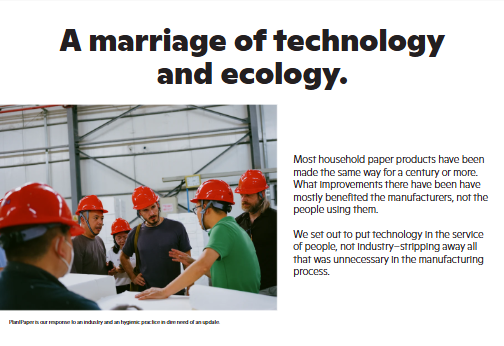 A marriage of technology
and ecology.
Most household paper products have been
made the same way for a century or more.
What improvements there have been have
mostly benefited the manufacturers, not the
people using them.
We set out to put technology in the service
of people, not industry—stripping away all
that was unnecessary in the manufacturing
process.
PlantPaper is our response to an industry and an hygienic practice in dire need of an update.